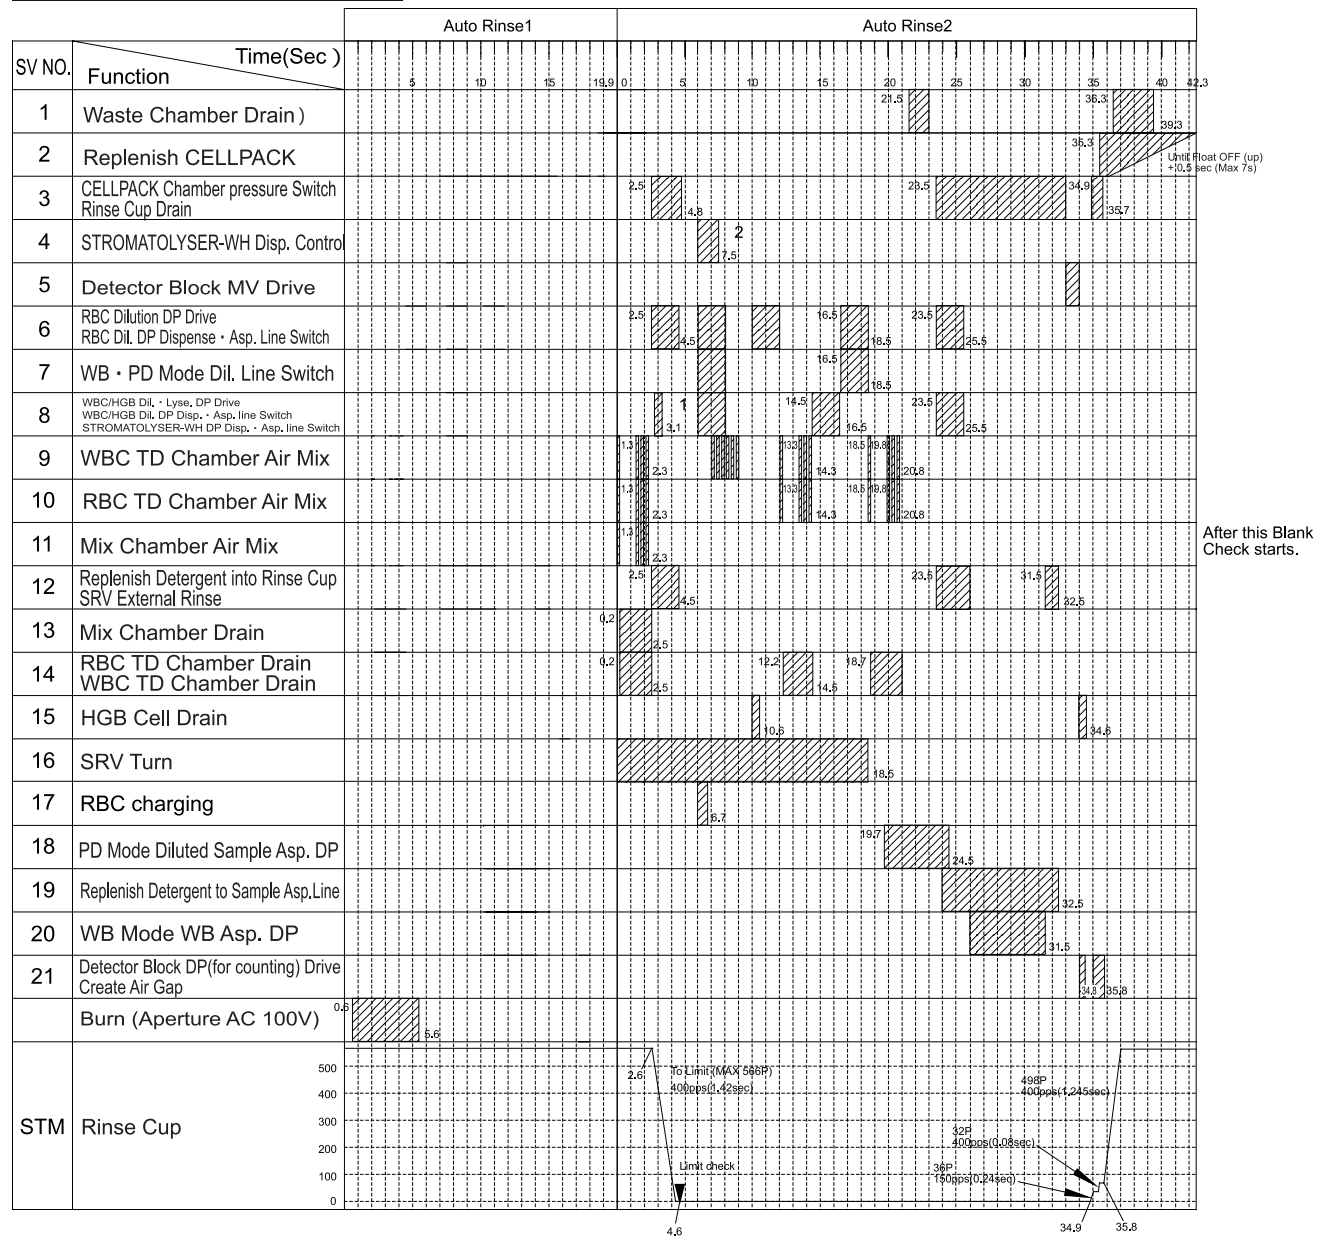 Auto Rinse1
Auto Rinse2
SV NO.
Time(Sec )
Function
5
10
15
19.9
0
5
10
15
20
25
30
35
40
42.3
1
Waste Chamber Drain)
21.5
36.3
39.3
2
Replenish CELLPACK
35.3
Until Float OFF (up)
+ 0.5 sec (Max 7s)
3
CELLPACK Chamber pressure Switch
Rinse Cup Drain
2.5
4.8
23.5
34.9
35.7
4
STROMATOLYSER-WH Disp. Control
2
7.5
5
Detector Block MV Drive
6
RBC Dilution DP Drive
RBC Dil. DP Dispense・Asp. Line Switch
2.5
4.5
16.5
18.5
23.5
25.5
7
WB・PD Mode Dil. Line Switch
16.5
18.5
8
WBC/HGB Dil. ・Lyse. DP Drive
WBC/HGB Dil. DP Disp.・Asp. line Switch
STROMATOLYSER-WH DP Disp.・Asp. line Switch
1
3.1
14.5
16.5
23.5
25.5
9
WBC TD Chamber Air Mix
1.3
2.3
13.3
14.3
18.5
19.8
20.8
10
RBC TD Chamber Air Mix
1.3
2.3
13.3
14.3
18.5
19.8
20.8
11
Mix Chamber Air Mix
1.3
2.3
After this Blank
Check starts.
12
Replenish Detergent into Rinse Cup
SRV External Rinse
2.5
4.5
23.5
31.5
32.5
13
Mix Chamber Drain
0.2
2.5
14
RBC TD Chamber Drain
WBC TD Chamber Drain
0.2
2.5
12.2
14.5
18.7
15
HGB Cell Drain
10.6
34.6
16
SRV Turn
18.5
17
RBC charging
6.7
18
PD Mode Diluted Sample Asp. DP
19.7
24.5
19
Replenish Detergent to Sample Asp.Line
32.5
20
WB Mode WB Asp. DP
31.5
21
Detector Block DP(for counting) Drive
Create Air Gap
34.8
35.8
Burn (Aperture AC 100V)
0.6
5.6
STM
Rinse Cup
500
400
300
200
100
0
2.6
To Limit (MAX 566P)
400pps(1.42sec)
Limit check
4.6
498P
400pps(1.245sec)
32P
400pps(0.08sec)
36P
150pps(0.24sec)
34.9
35.8